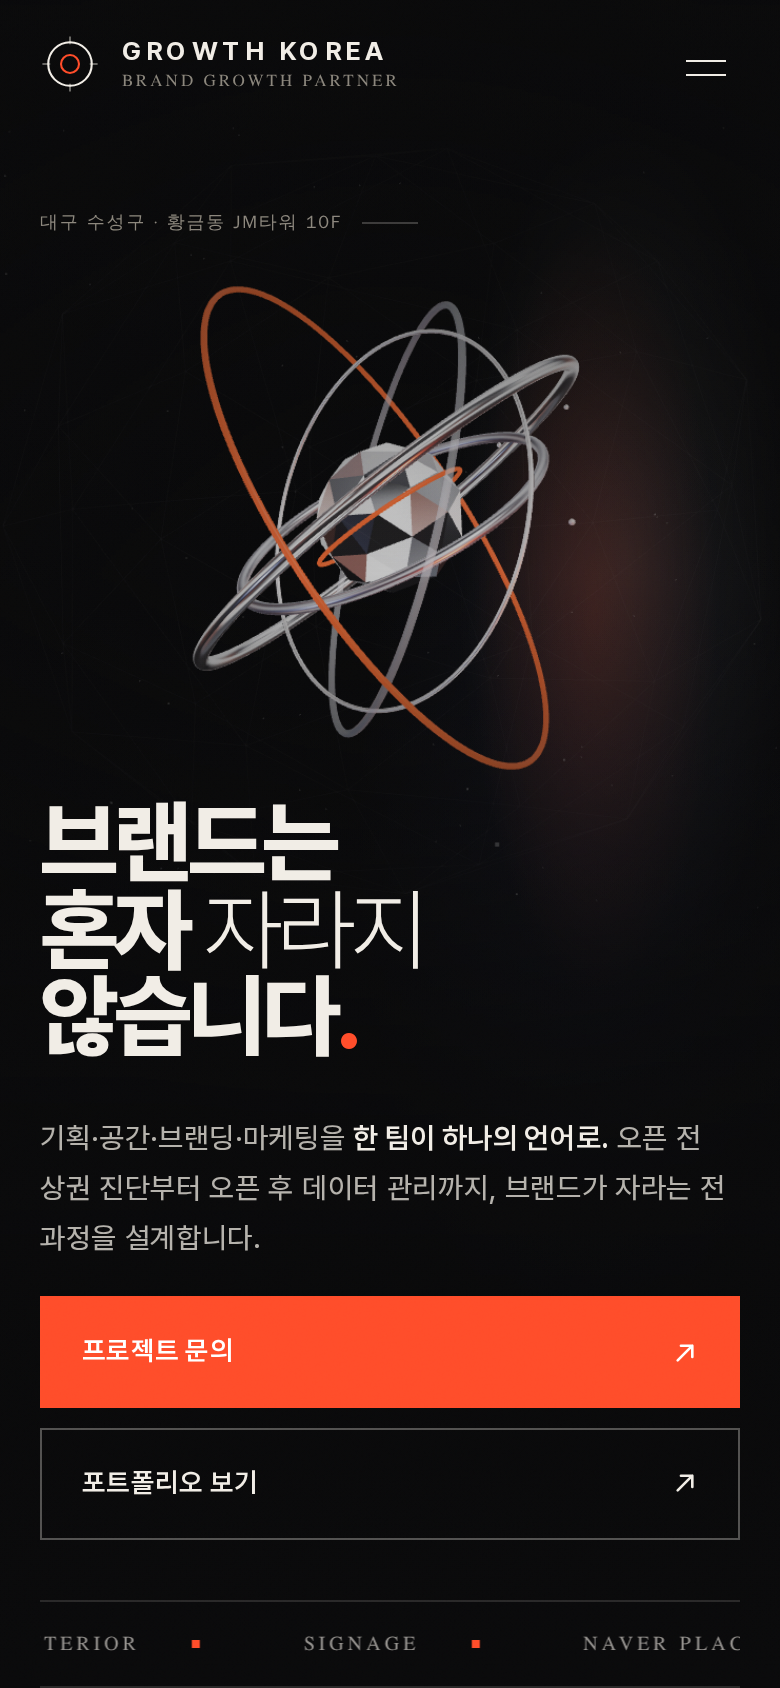 GROWTH KOREA
BRAND GROWTH PARTNER
대구 수성구 · 황금동 JM타워 10F
브랜드는
혼자 자라지
않습니다.
기획·공간·브랜딩·마케팅을 한 팀이 하나의 언어로. 오픈 전
상권 진단부터 오픈 후 데이터 관리까지, 브랜드가 자라는 전
과정을 설계합니다.
프로젝트 문의
포트폴리오 보기
TERIOR ▪ SIGNAGE ▪ NAVER PLAC